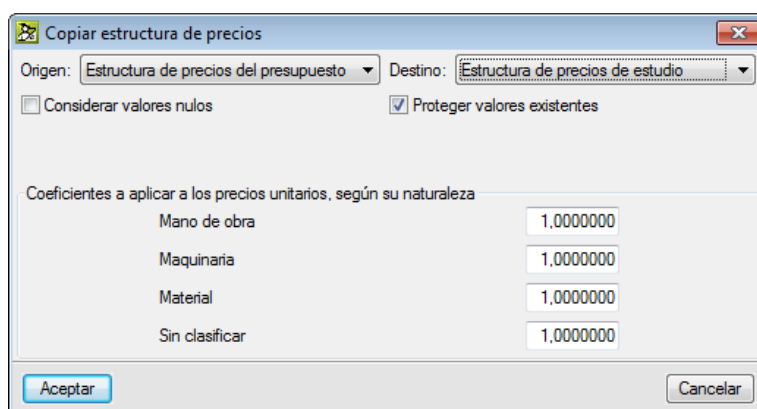 Copiar estructura de precios
Origen: Estructura de precios del presupuesto Destino: Estructura de precios de estudio
Considerar valores nulos Proteger valores existentes
Coeficientes a aplicar a los precios unitarios, según su naturaleza
Mano de obra 1,0000000
Maquinaria 1,0000000
Material 1,0000000
Sin clasificar 1,0000000
Aceptar Cancelar